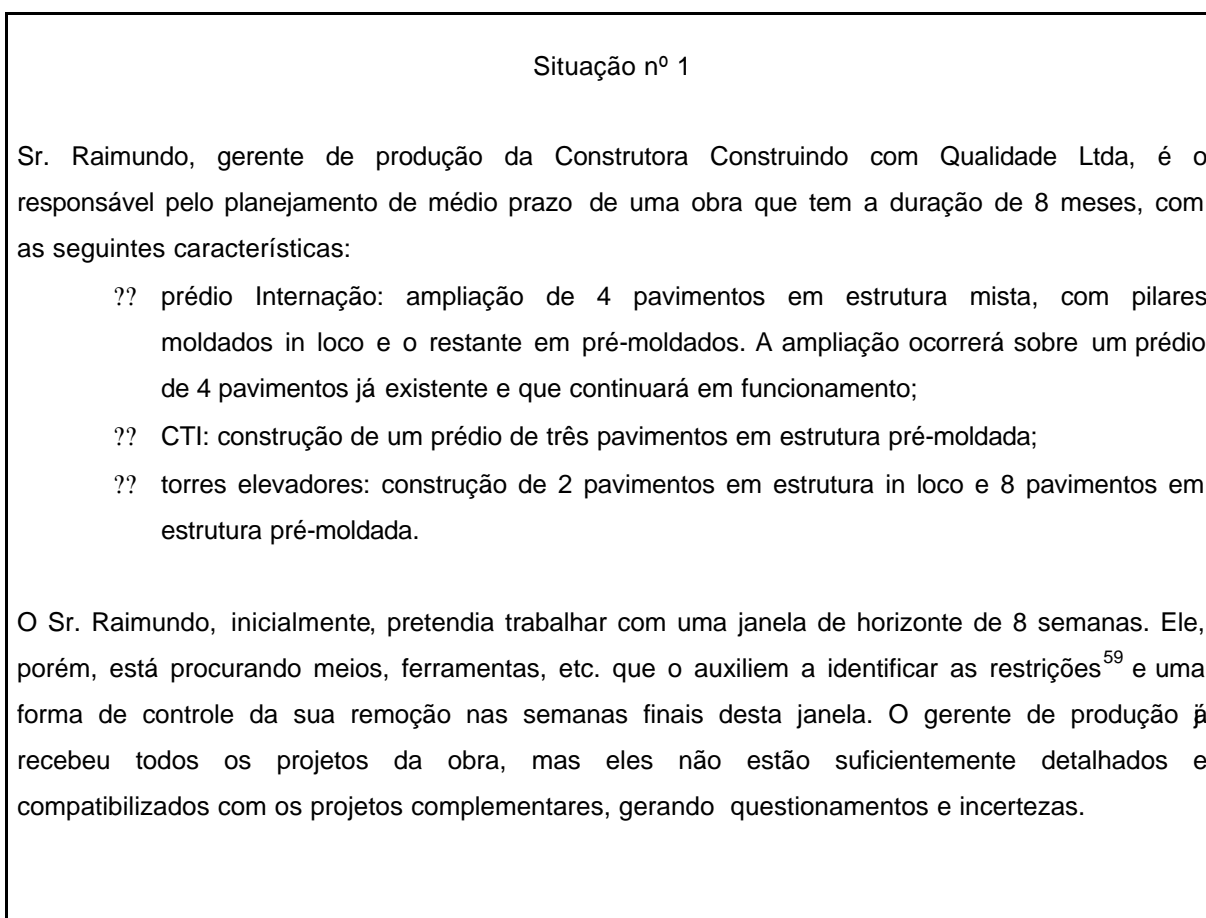 Situação nº 1
Sr. Raimundo, gerente de produção da Construtora Construindo com Qualidade Ltda, é o
responsável pelo planejamento de médio prazo de uma obra que tem a duração de 8 meses, com
as seguintes características:
?? prédio Internação: ampliação de 4 pavimentos em estrutura mista, com pilares
moldados in loco e o restante em pré-moldados. A ampliação ocorrerá sobre um prédio
de 4 pavimentos já existente e que continuará em funcionamento;
?? CTI: construção de um prédio de três pavimentos em estrutura pré-moldada;
?? torres elevadores: construção de 2 pavimentos em estrutura in loco e 8 pavimentos em
estrutura pré-moldada.
O Sr. Raimundo, inicialmente, pretendia trabalhar com uma janela de horizonte de 8 semanas. Ele,
porém, está procurando meios, ferramentas, etc. que o auxiliem a identificar as restrições59 e uma
forma de controle da sua remoção nas semanas finais desta janela. O gerente de produção já
recebeu todos os projetos da obra, mas eles não estão suficientemente detalhados e
compatibilizados com os projetos complementares, gerando questionamentos e incertezas.